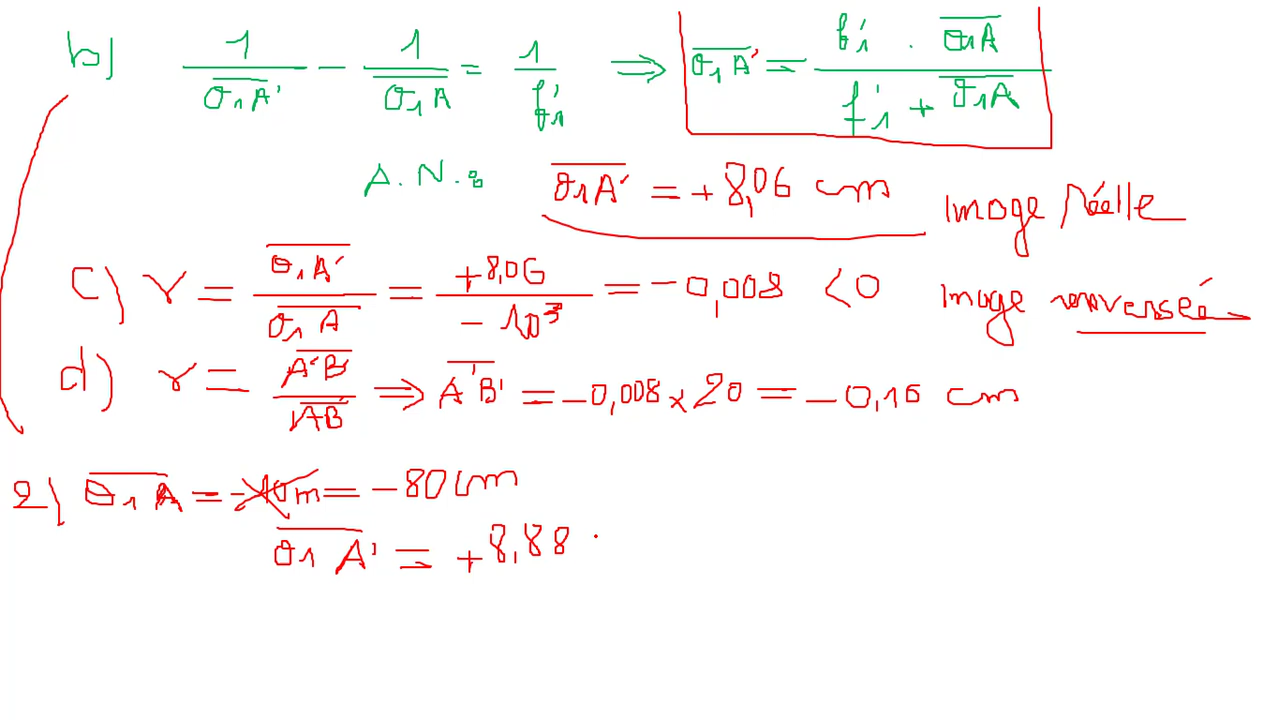 b) 1/O₁A' - 1/O₁A = 1/f'₁ ⇒ O₁A' = f'₁ . O₁A / f'₁ + O₁A
A.N.: O₁A' = +8,06 cm Image Réelle
c) γ = O₁A'/O₁A = +8,06/-10³ = -0,008 <0 Image renversée
d) γ = A'B'/AB ⇒ A'B' = -0,008 x 20 = -0,16 cm
2) O₁A = -10m = -80cm
O₁A' = +8,88